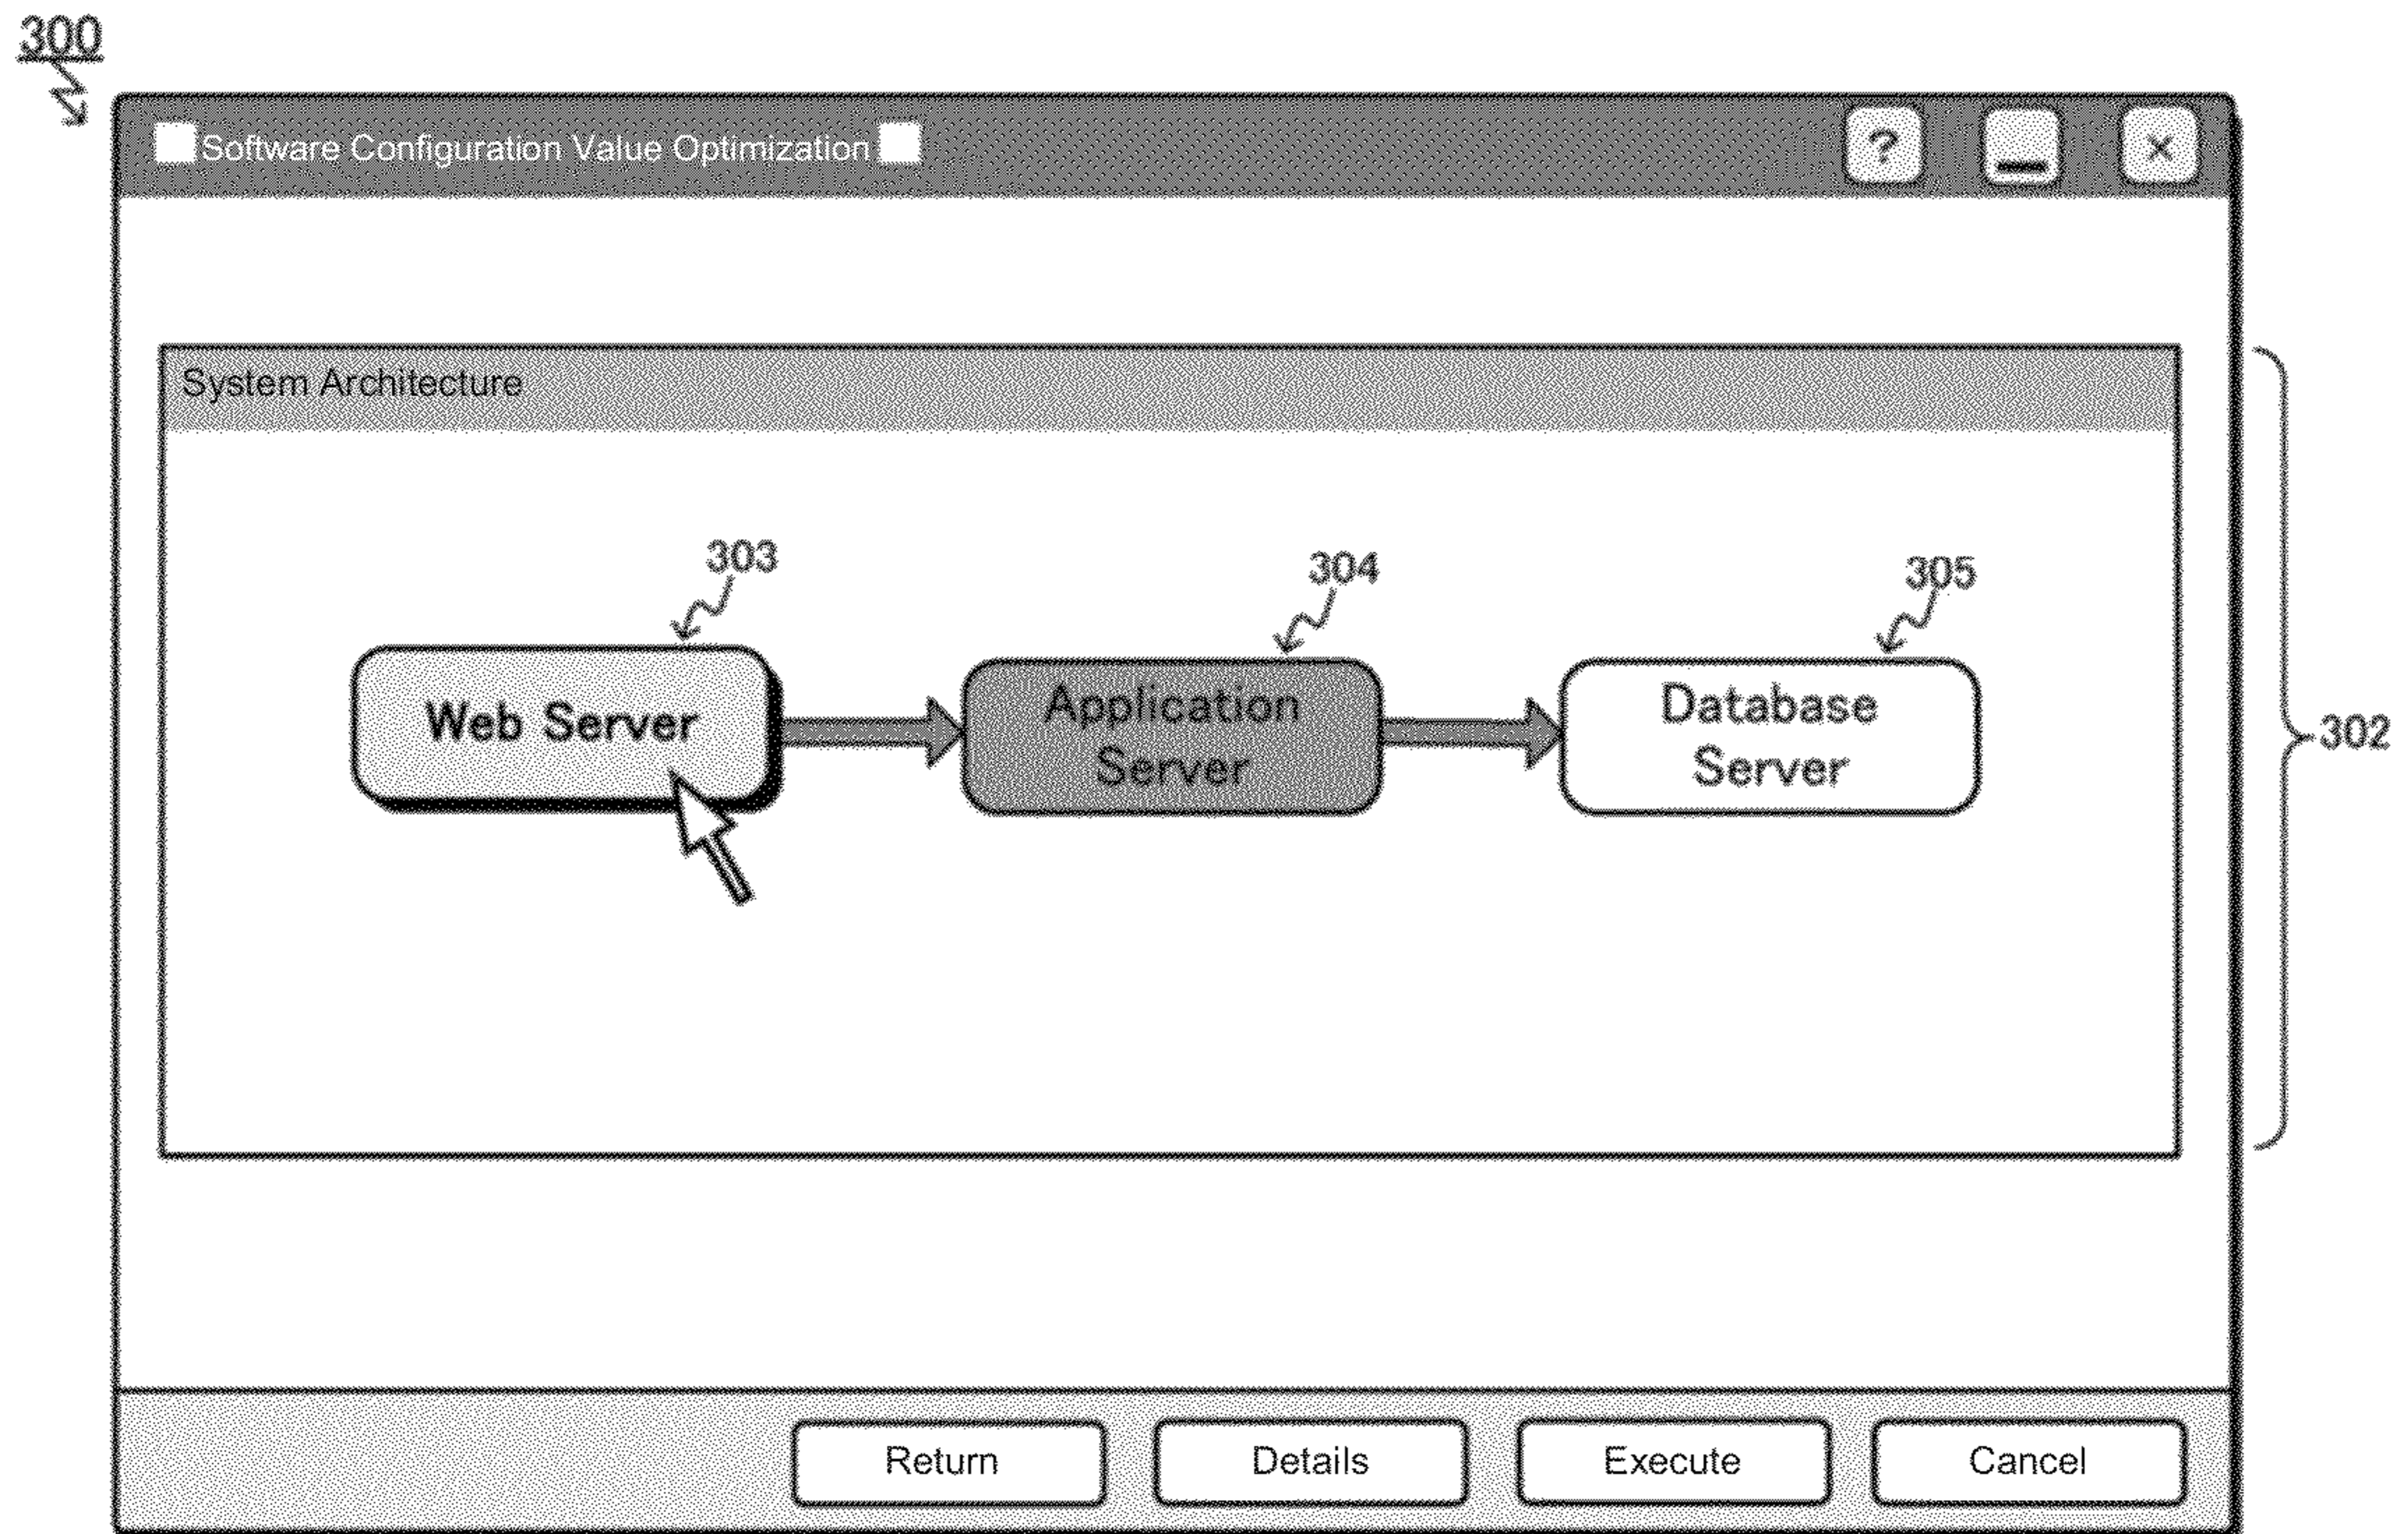 300
Software Configuration Value Optimization
?
×
System Architecture
303
304
305
Web Server
Application
Server
Database
Server
302
Return
Details
Execute
Cancel